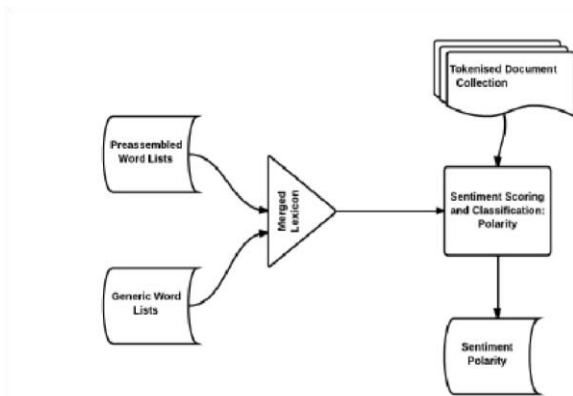 Tokenised Document
Collection
Preassembled
Word Lists
Merged
Lexicon
Sentiment Scoring
and Classification:
Polarity
Generic Word
Lists
Sentiment
Polarity